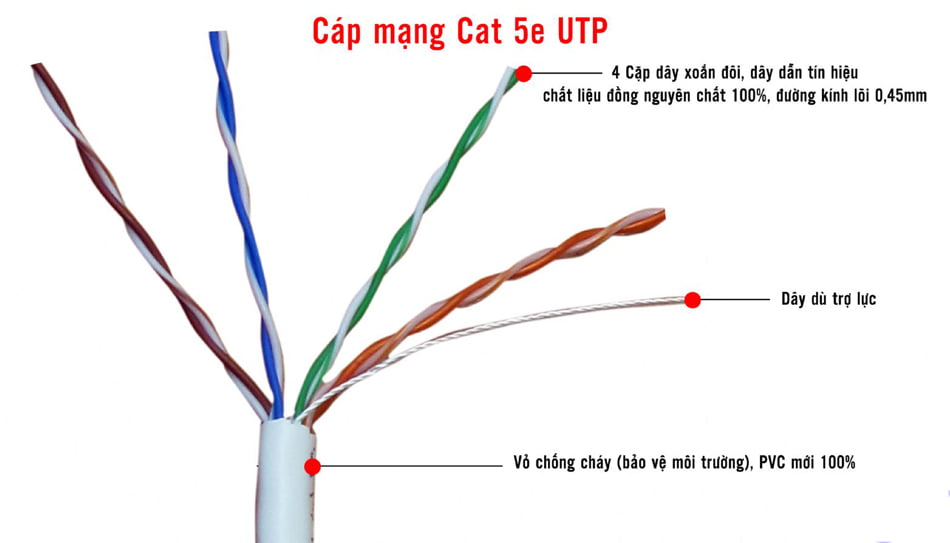 Cáp mạng Cat 5e UTP
4 Cặp dây xoắn đôi, dây dẫn tín hiệu
chất liệu đồng nguyên chất 100%, đường kính lõi 0,45mm
Dây dù trợ lực
Vỏ chống cháy (bảo vệ môi trường), PVC mới 100%